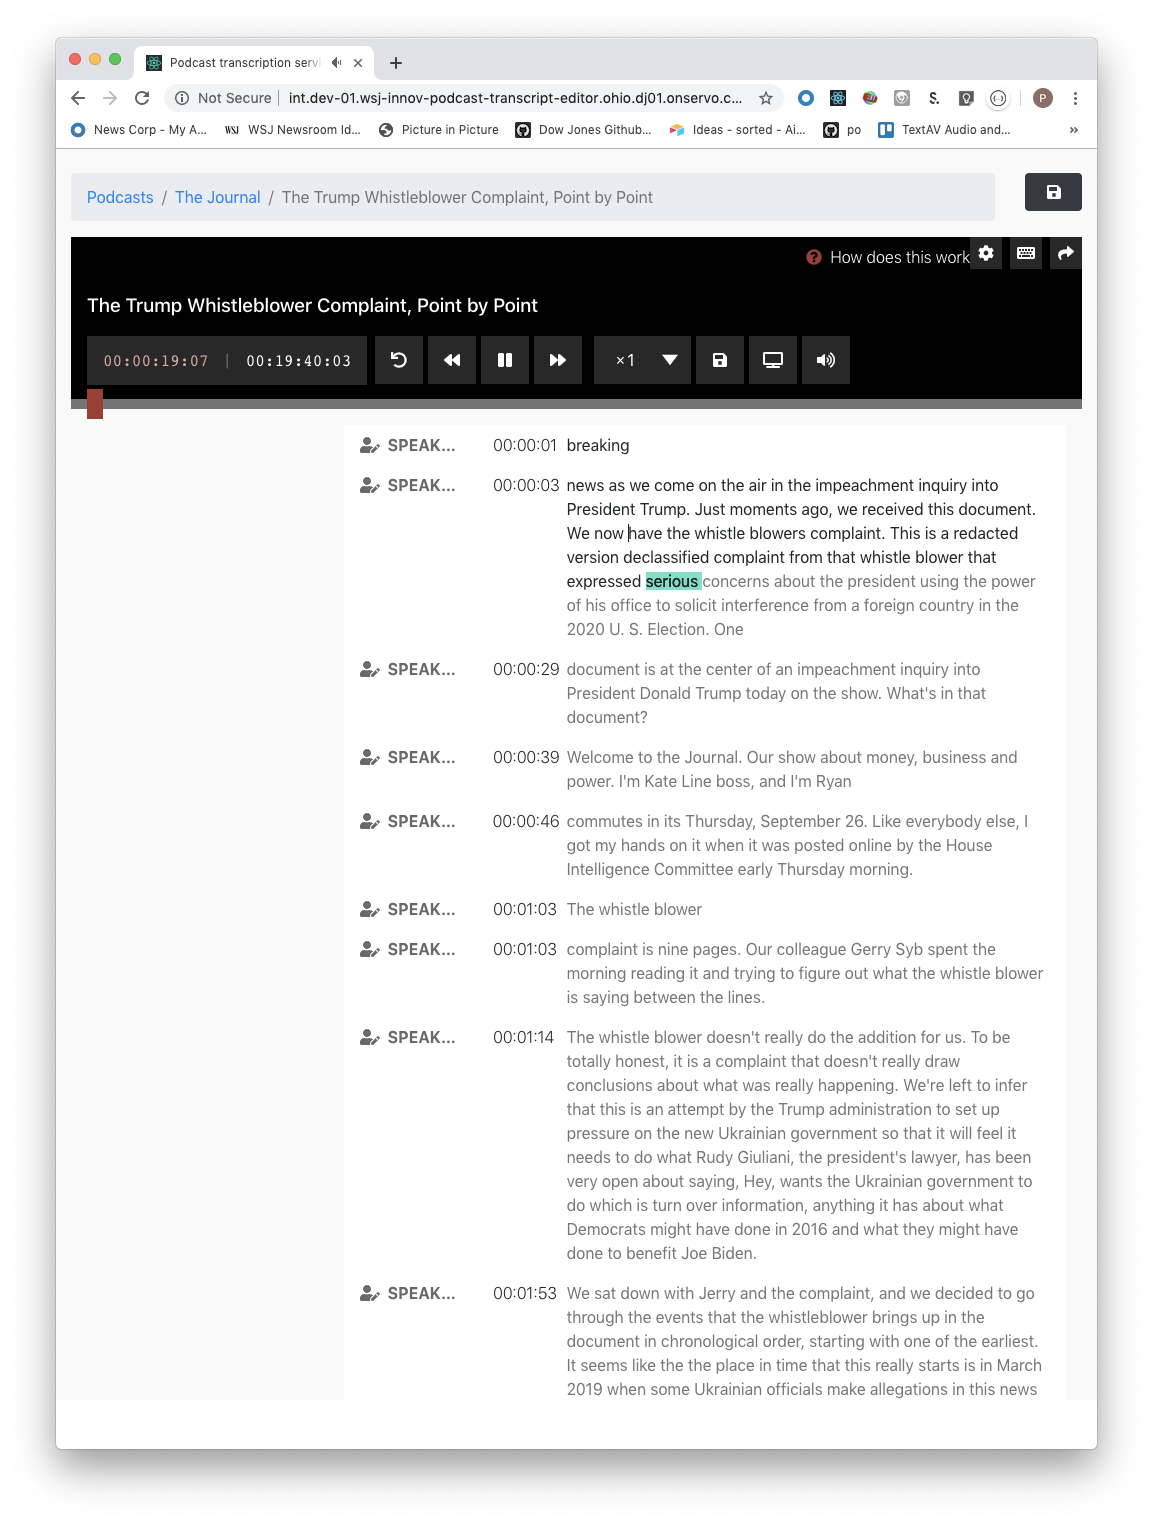 Podcast transcription servi
Not Secure | int.dev-01.wsj-innov-podcast-transcript-editor.ohio.dj01.onservo.c...
S.
P
News Corp - My A...
WSJ WSJ Newsroom Id...
Picture in Picture
Dow Jones Github...
Ideas - sorted - Ai...
po
TextAV Audio and...
»
Podcasts / The Journal / The Trump Whistleblower Complaint, Point by Point
How does this work
The Trump Whistleblower Complaint, Point by Point
00:00:19:07 | 00:19:40:03
×1
SPEAK... 00:00:01 breaking
SPEAK... 00:00:03 news as we come on the air in the impeachment inquiry into
President Trump. Just moments ago, we received this document.
We now have the whistle blowers complaint. This is a redacted
version declassified complaint from that whistle blower that
expressed serious concerns about the president using the power
of his office to solicit interference from a foreign country in the
2020 U. S. Election. One
SPEAK... 00:00:29 document is at the center of an impeachment inquiry into
President Donald Trump today on the show. What's in that
document?
SPEAK... 00:00:39 Welcome to the Journal. Our show about money, business and
power. I'm Kate Line boss, and I'm Ryan
SPEAK... 00:00:46 commutes in its Thursday, September 26. Like everybody else, I
got my hands on it when it was posted online by the House
Intelligence Committee early Thursday morning.
SPEAK... 00:01:03 The whistle blower
SPEAK... 00:01:03 complaint is nine pages. Our colleague Gerry Syb spent the
morning reading it and trying to figure out what the whistle blower
is saying between the lines.
SPEAK... 00:01:14 The whistle blower doesn't really do the addition for us. To be
totally honest, it is a complaint that doesn't really draw
conclusions about what was really happening. We're left to infer
that this is an attempt by the Trump administration to set up
pressure on the new Ukrainian government so that it will feel it
needs to do what Rudy Giuliani, the president's lawyer, has been
very open about saying, Hey, wants the Ukrainian government to
do which is turn over information, anything it has about what
Democrats might have done in 2016 and what they might have
done to benefit Joe Biden.
SPEAK... 00:01:53 We sat down with Jerry and the complaint, and we decided to go
through the events that the whistleblower brings up in the
document in chronological order, starting with one of the earliest.
It seems like the the place in time that this really starts is in March
2019 when some Ukrainian officials make allegations in this news